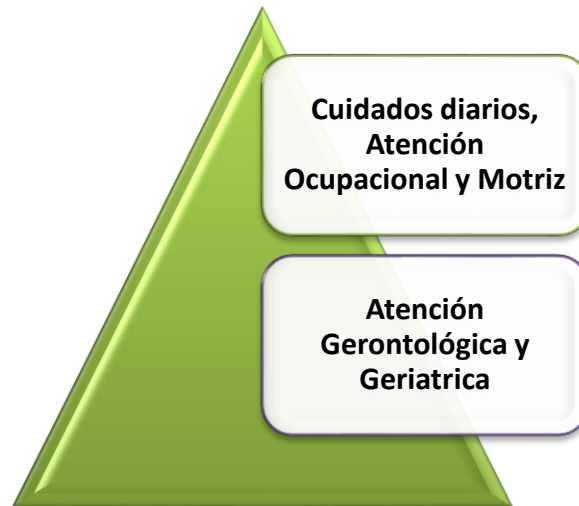 Cuidados diarios,
Atención
Ocupacional y Motriz
Atención
Gerontológica y
Geriatrica